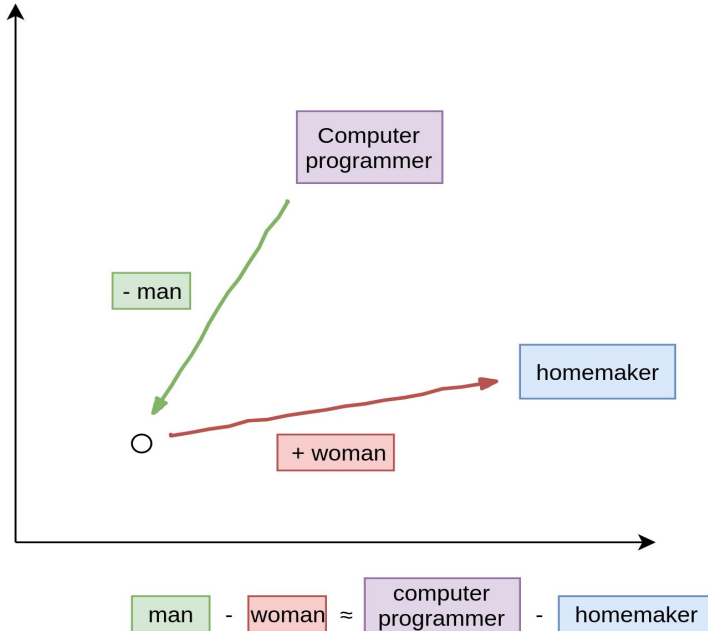 Computer
programmer
- man
homemaker
+ woman
man - woman ≈ computer programmer - homemaker